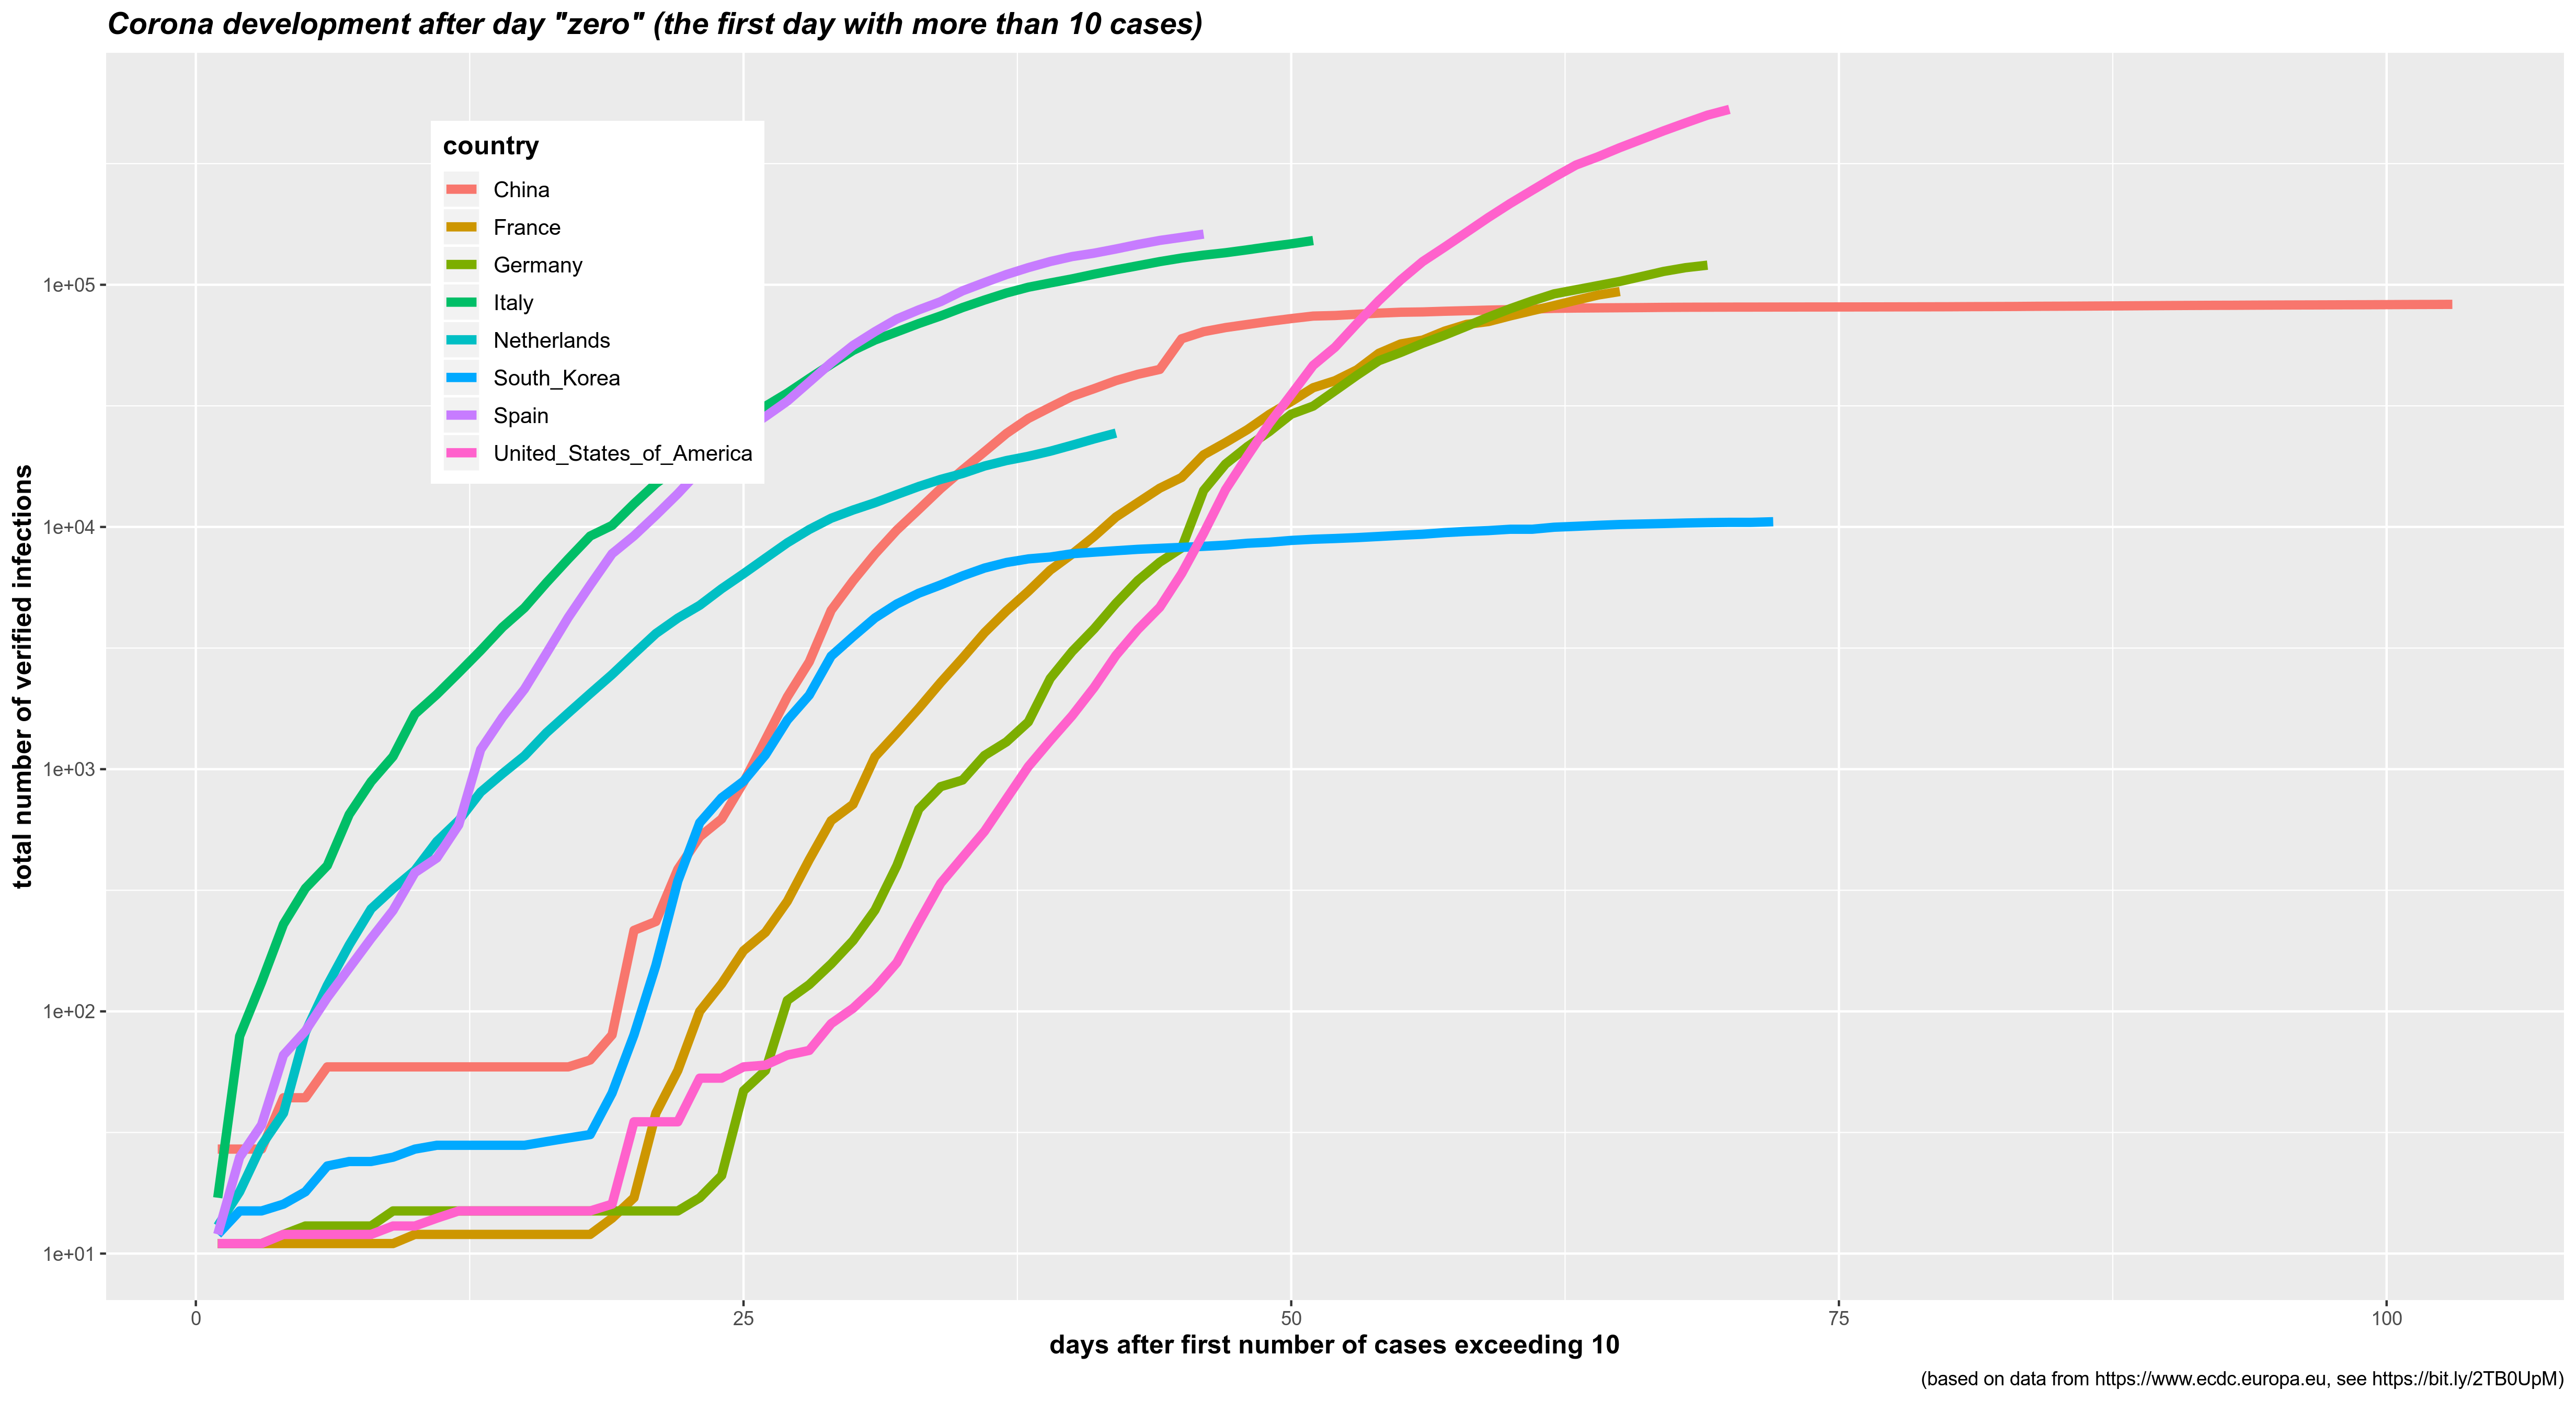 Corona development after day "zero" (the first day with more than 10 cases)
country
China
France
Germany
Italy
Netherlands
South_Korea
Spain
United_States_of_America
total number of verified infections
1e+05
1e+04
1e+03
1e+02
1e+01
0 25 50 75 100
days after first number of cases exceeding 10
(based on data from https://www.ecdc.europa.eu, see https://bit.ly/2TB0UpM)